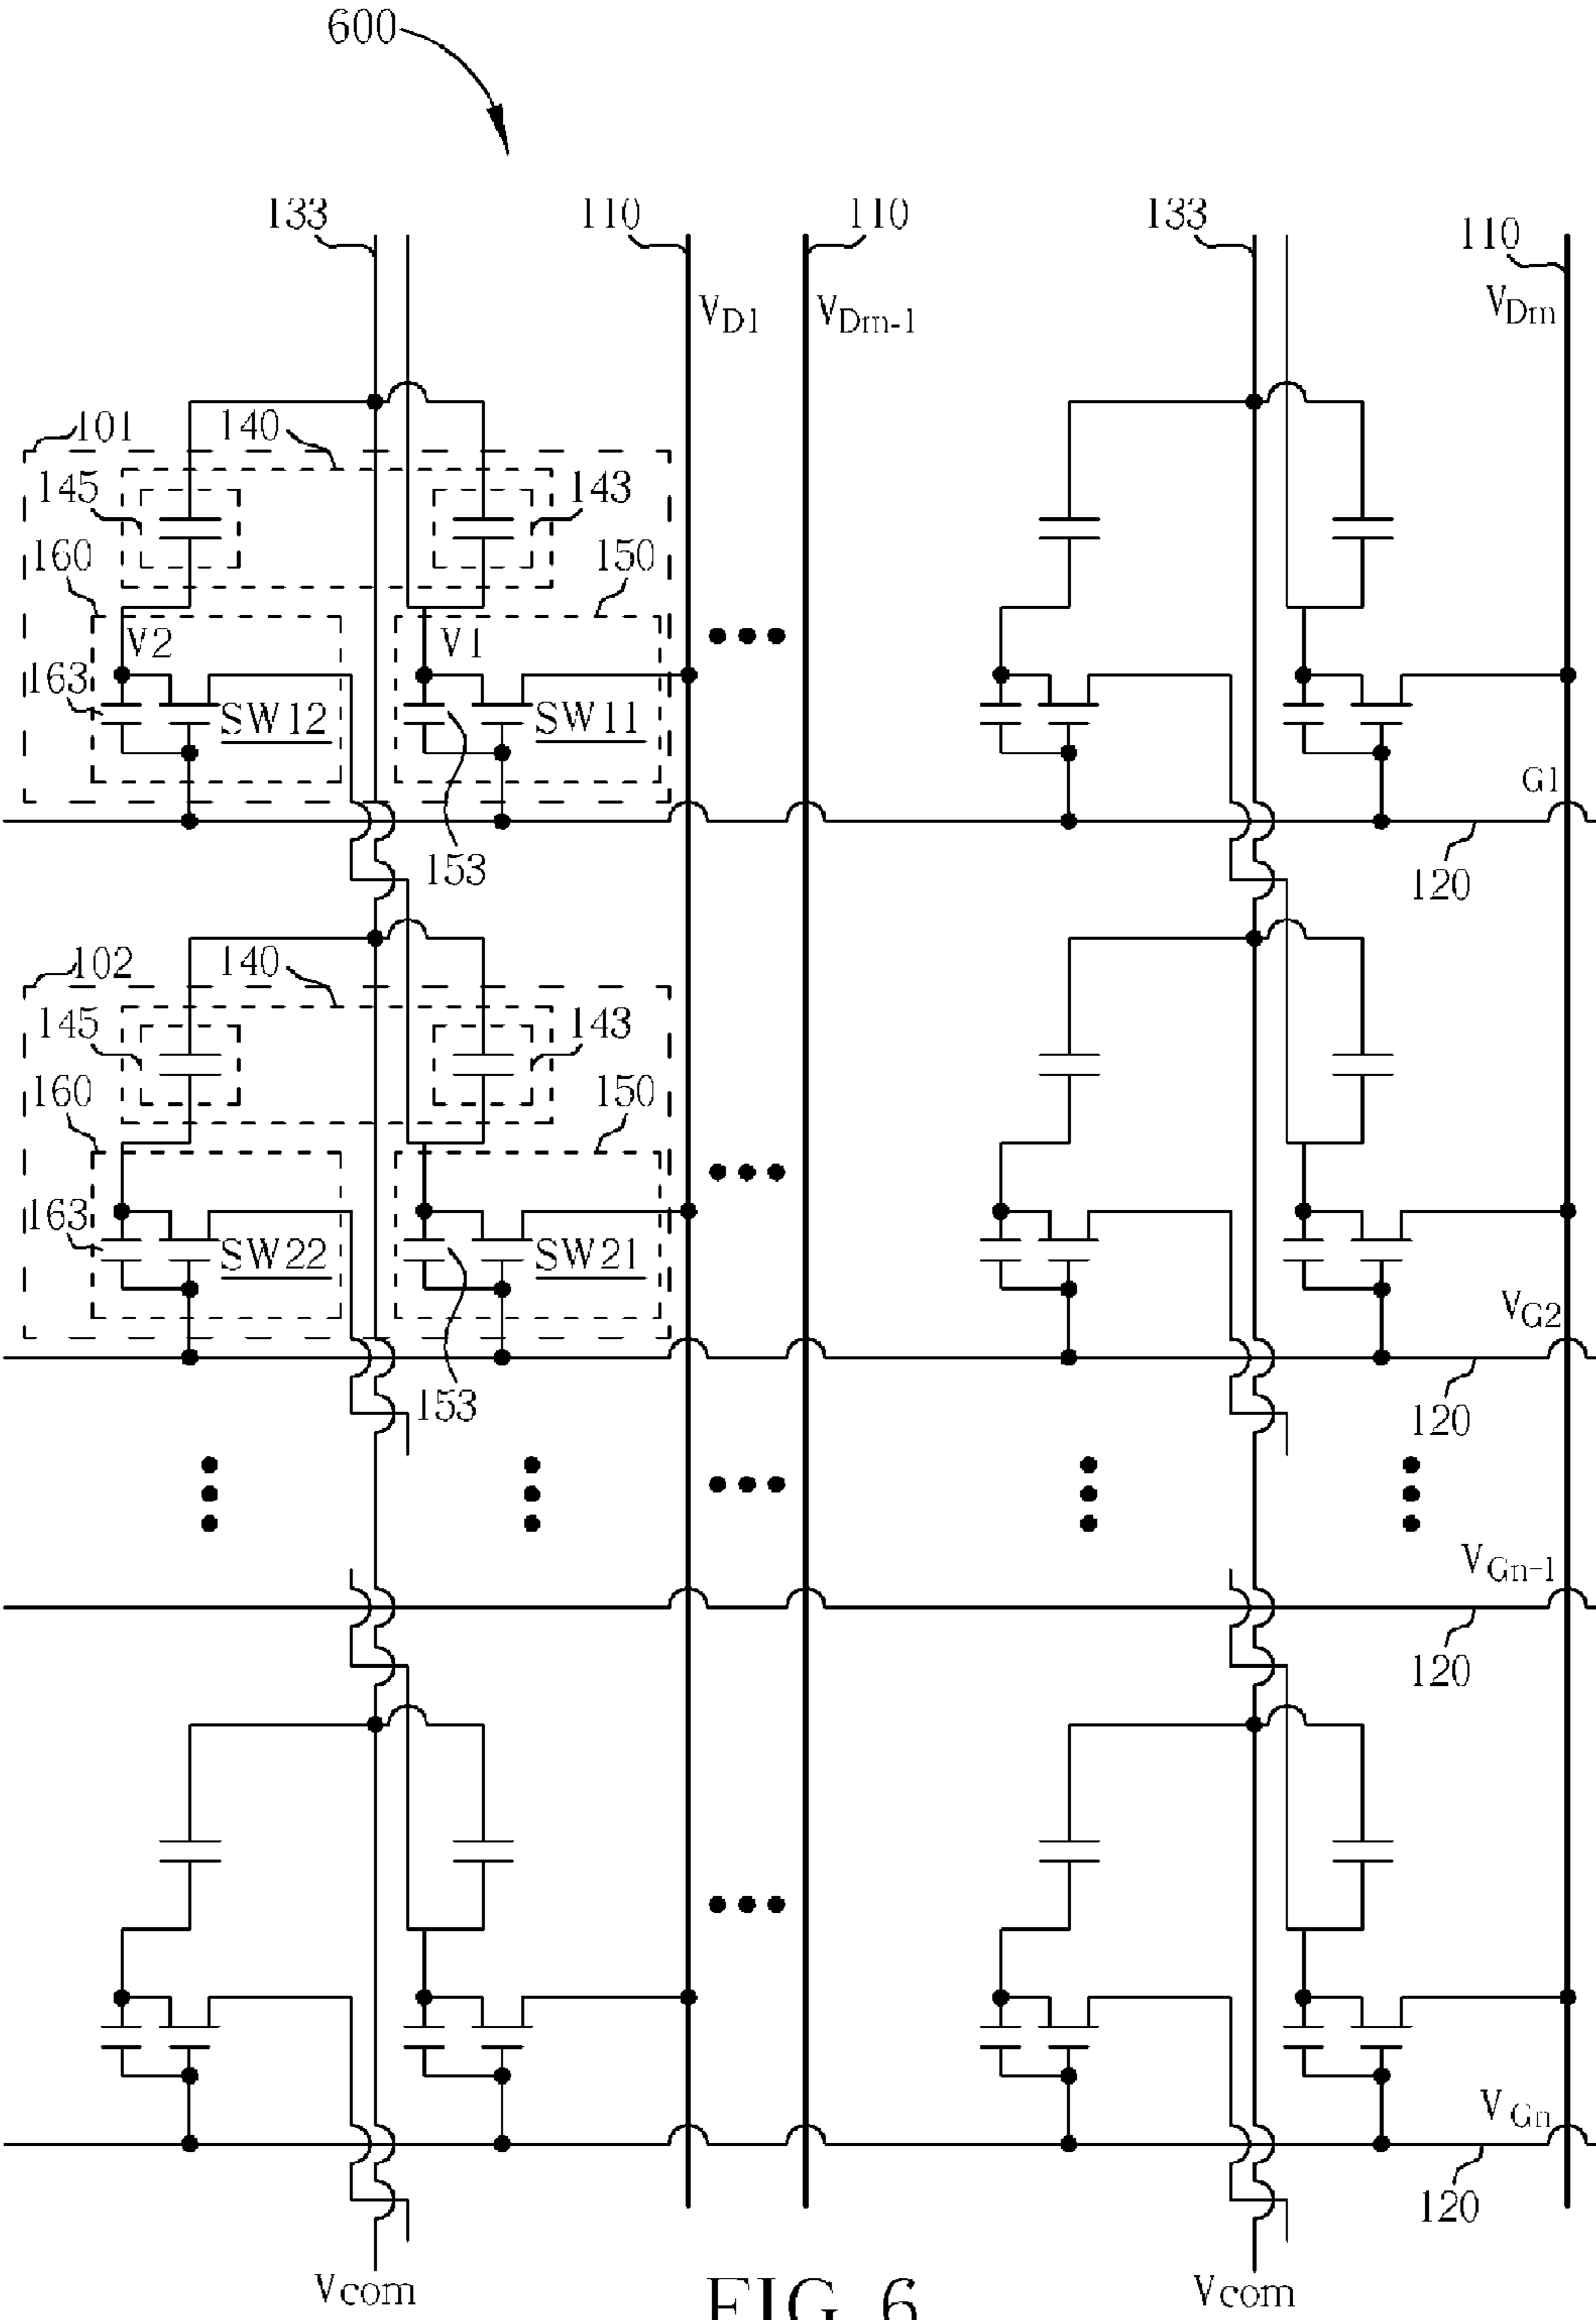 600
133 110 110 133 110
VD1 VDm-1 VDm
101 140
145 143
160 150
V2 V1
163 SW12 SW11
G1
153 120
102 140
145 143
160 150
163 SW22 SW21
VG2
153 120
VGn-1
120
VGn
120
Vcom Vcom
FIG. 6